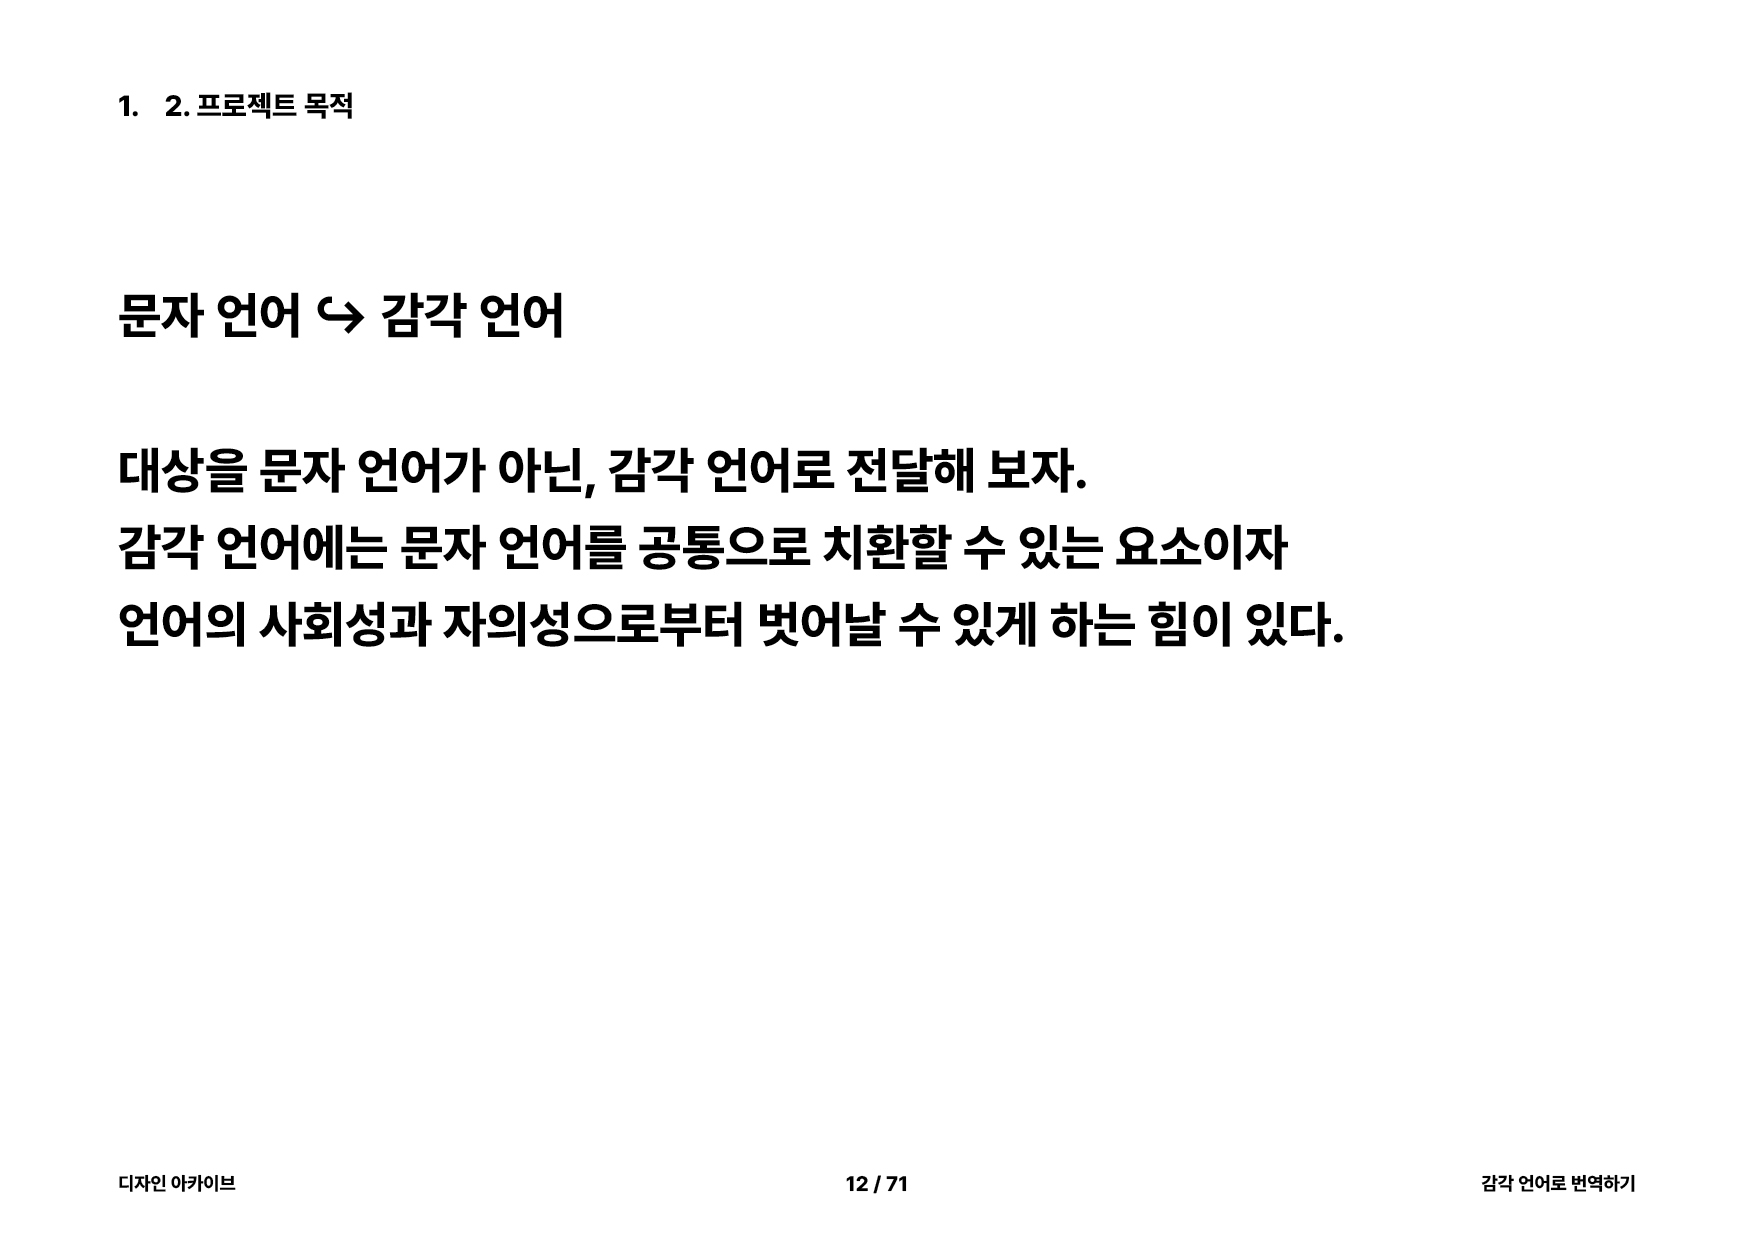 1. 2. 프로젝트 목적
문자 언어 ↪ 감각 언어
대상을 문자 언어가 아닌, 감각 언어로 전달해 보자.
감각 언어에는 문자 언어를 공통으로 치환할 수 있는 요소이자
언어의 사회성과 자의성으로부터 벗어날 수 있게 하는 힘이 있다.
디자인 아카이브
12 / 71
감각 언어로 번역하기